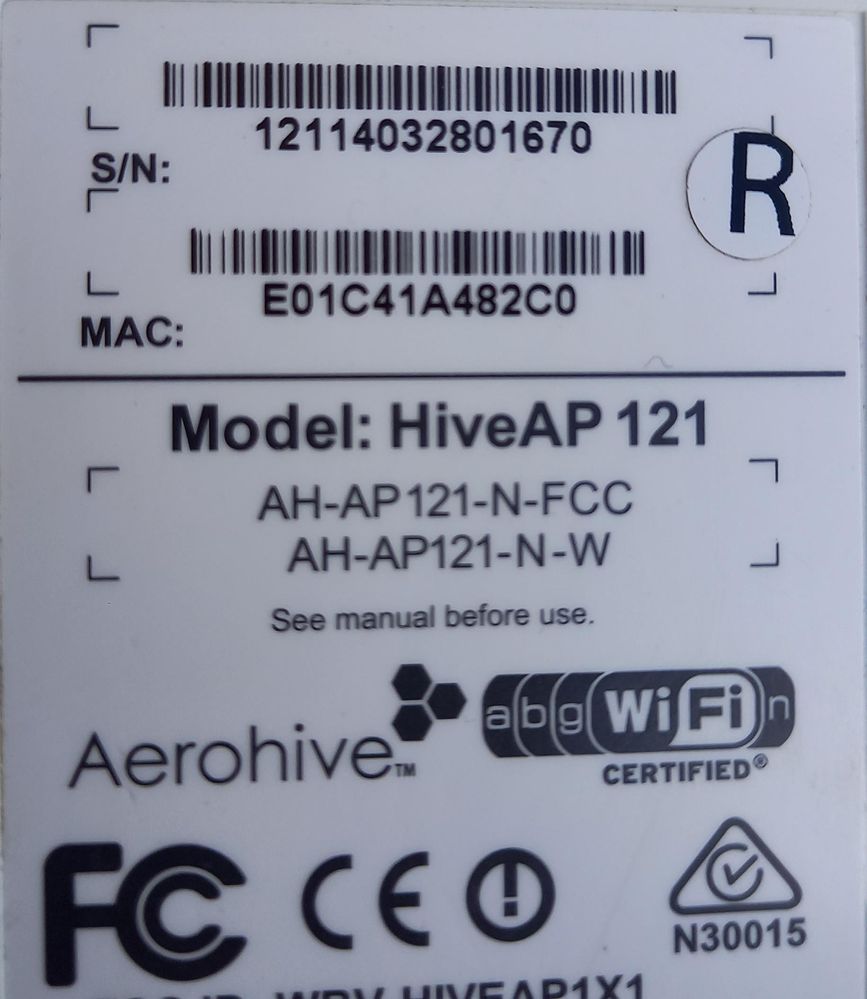 12114032801670
S/N:
R
E01C41A482C0
MAC:
Model: HiveAP 121
AH-AP121-N-FCC
AH-AP121-N-W
See manual before use.
Aerohive™
abg WiFi n
CERTIFIED®
FC CE
N30015
HIVEAP1X1